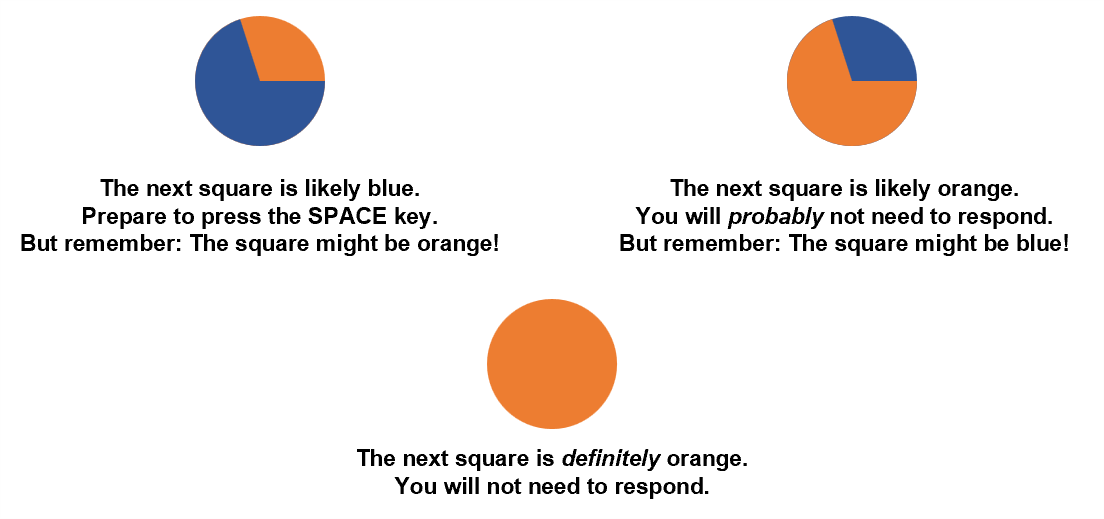 The next square is likely blue.
Prepare to press the SPACE key.
But remember: The square might be orange!
The next square is likely orange.
You will probably not need to respond.
But remember: The square might be blue!
The next square is definitely orange.
You will not need to respond.